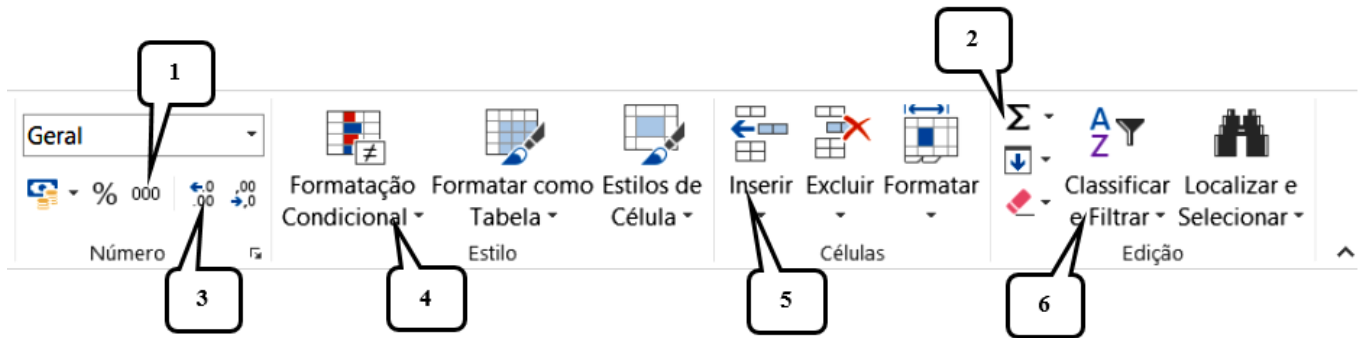 1
2
Geral
% 000
,0
,00
,00
,0
Formatação
Condicional
Formatar como
Tabela
Estilos de
Célula
Inserir
Excluir
Formatar
Σ
A
Z
Classificar
e Filtrar
Localizar e
Selecionar
Número
Estilo
Células
Edição
3
4
5
6